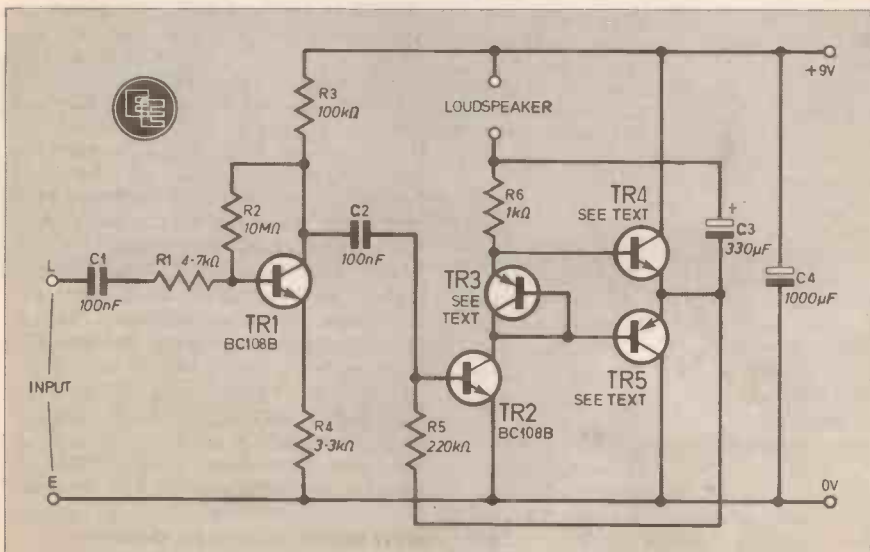 +9V
R3
100kΩ
LOUDSPEAKER
R2
10MΩ
R6
1kΩ
TR4
SEE TEXT
+
C3
330µF
C2
100nF
C1
100nF
R1 4·7kΩ
L
TR3
SEE
TEXT
C4
1000µF
TR1
BC108B
TR5
SEE TEXT
INPUT
TR2
BC108B
R4
3·3kΩ
R5
220kΩ
E
0V